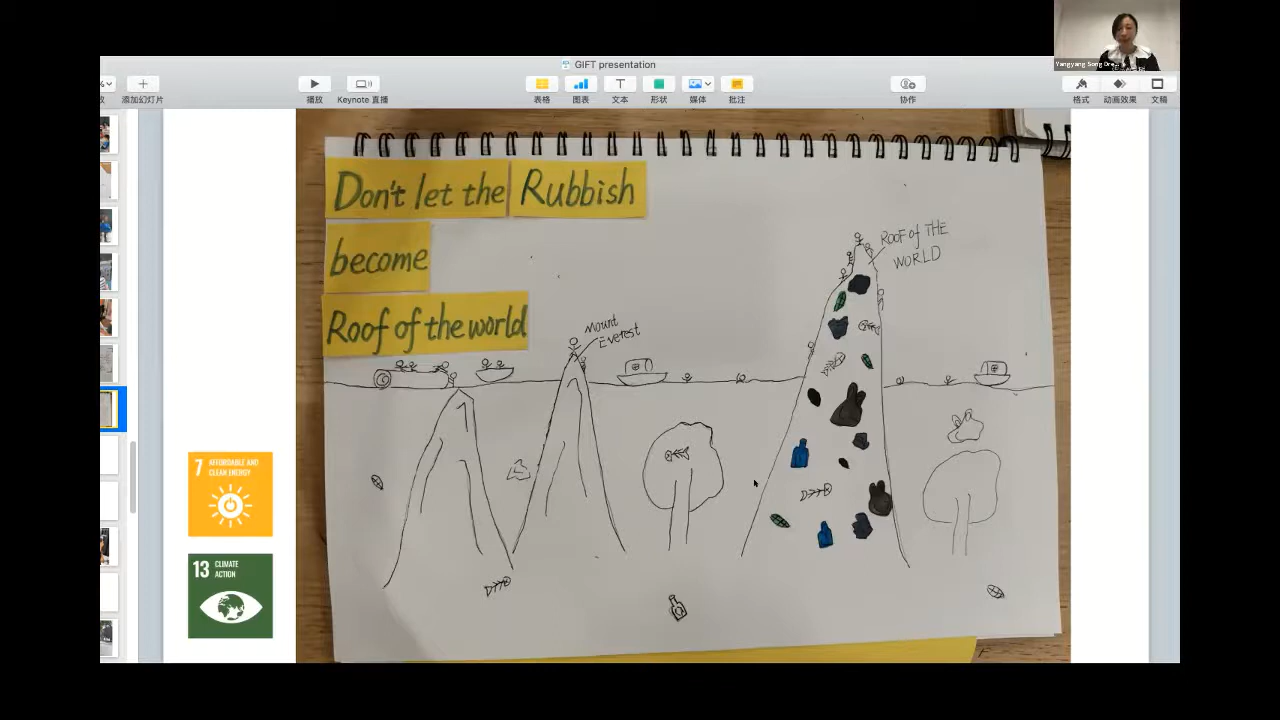 GIFT presentation
添加幻灯片
播放
Keynote 直播
表格
图表
文本
形状
媒体
批注
协作
格式
动画效果
文稿
Yangyang Song Dre...
Don't let the Rubbish
become
Roof of the world
Mount
Everest
ROOF of THE
WORLD
7 AFFORDABLE AND
CLEAN ENERGY
13 CLIMATE
ACTION